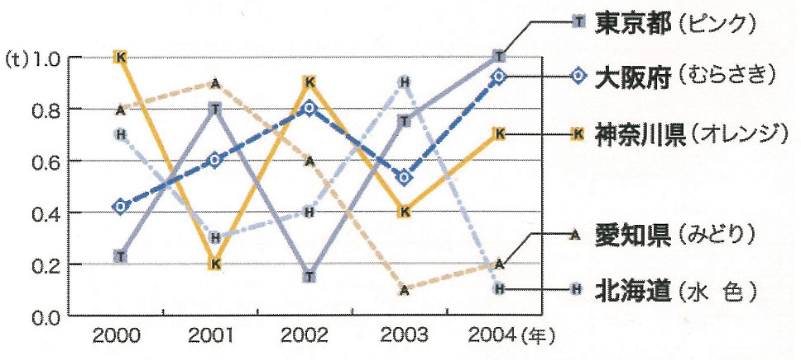 (t)
1.0
0.8
0.6
0.4
0.2
0.0
2000 2001 2002 2003 2004(年)
K A H O T
A T O H K
K O A H T
H T O K A
T O K A H
T 東京都(ピンク)
O 大阪府(むらさき)
K 神奈川県(オレンジ)
A 愛知県(みどり)
H 北海道(水 色)